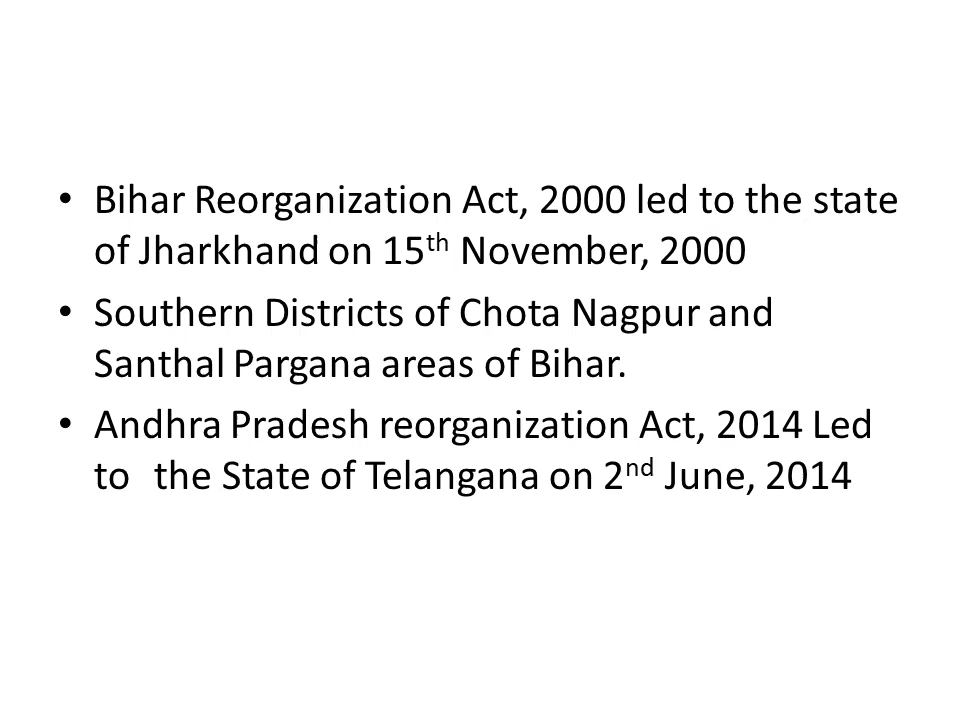 • Bihar Reorganization Act, 2000 led to the state
of Jharkhand on 15th November, 2000
• Southern Districts of Chota Nagpur and
Santhal Pargana areas of Bihar.
• Andhra Pradesh reorganization Act, 2014 Led
to the State of Telangana on 2nd June, 2014